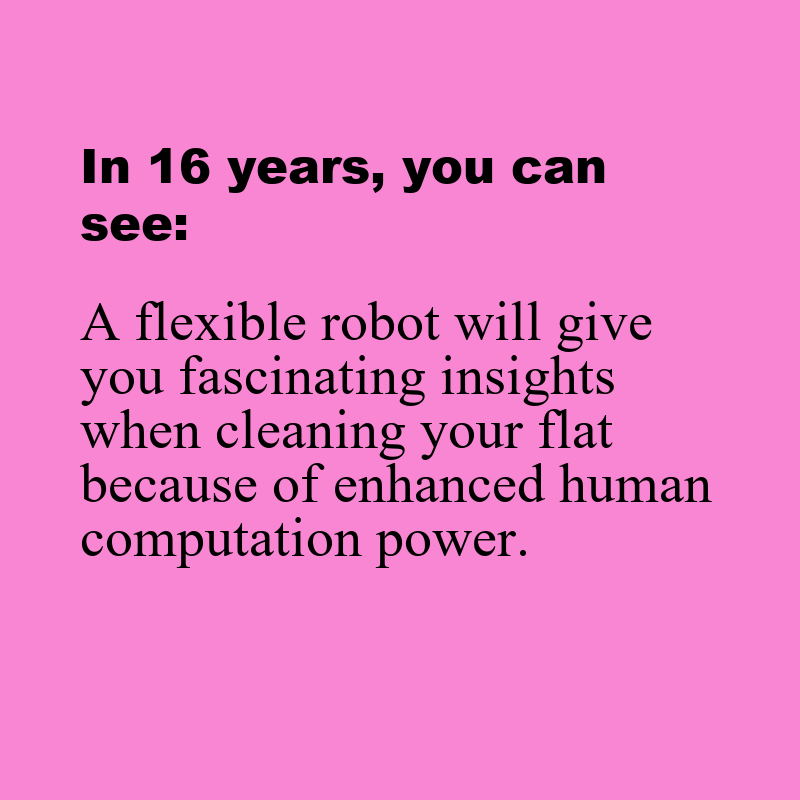 In 16 years, you can
see:
A flexible robot will give
you fascinating insights
when cleaning your flat
because of enhanced human
computation power.